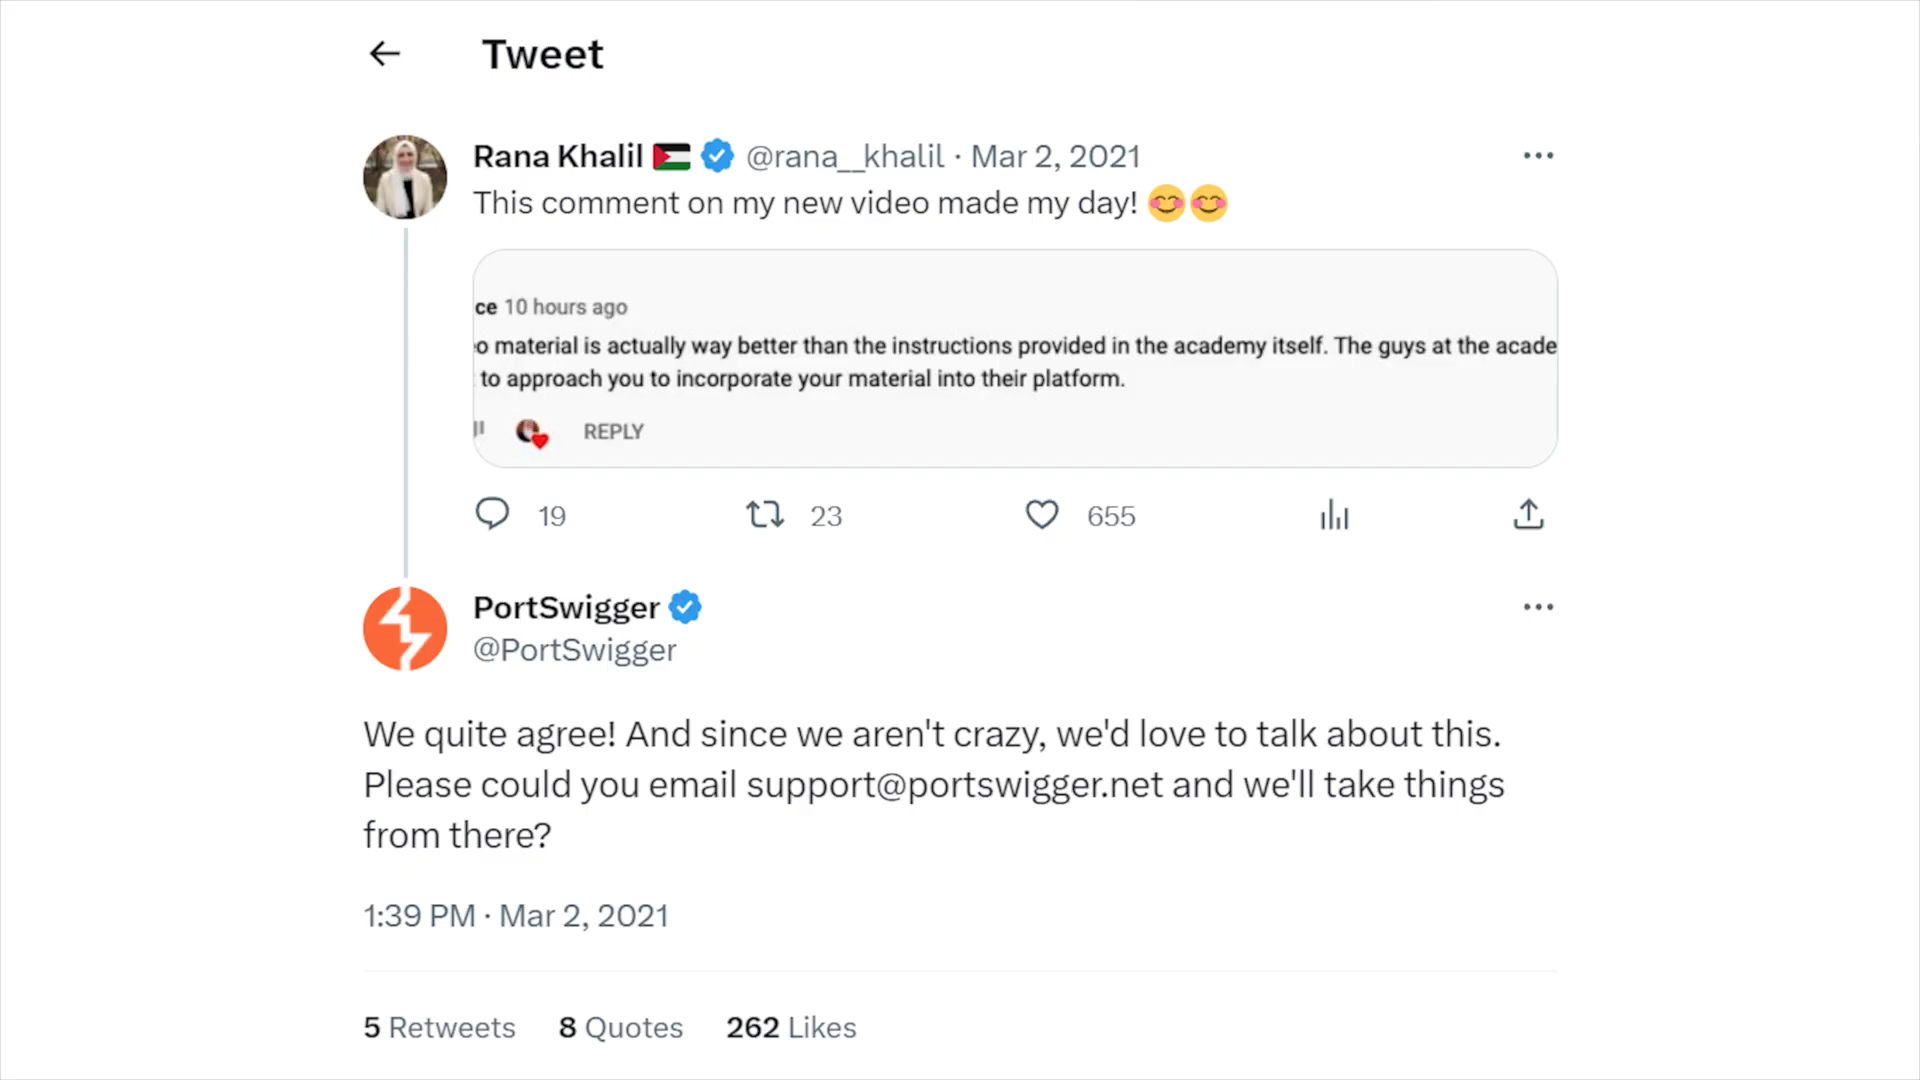 Tweet
Rana Khalil 🇵🇸 @rana__khalil · Mar 2, 2021
This comment on my new video made my day! 😊😊
ce 10 hours ago
o material is actually way better than the instructions provided in the academy itself. The guys at the acade
to approach you to incorporate your material into their platform.
REPLY
19 23 655
PortSwigger
@PortSwigger
We quite agree! And since we aren't crazy, we'd love to talk about this.
Please could you email support@portswigger.net and we'll take things
from there?
1:39 PM · Mar 2, 2021
5 Retweets 8 Quotes 262 Likes